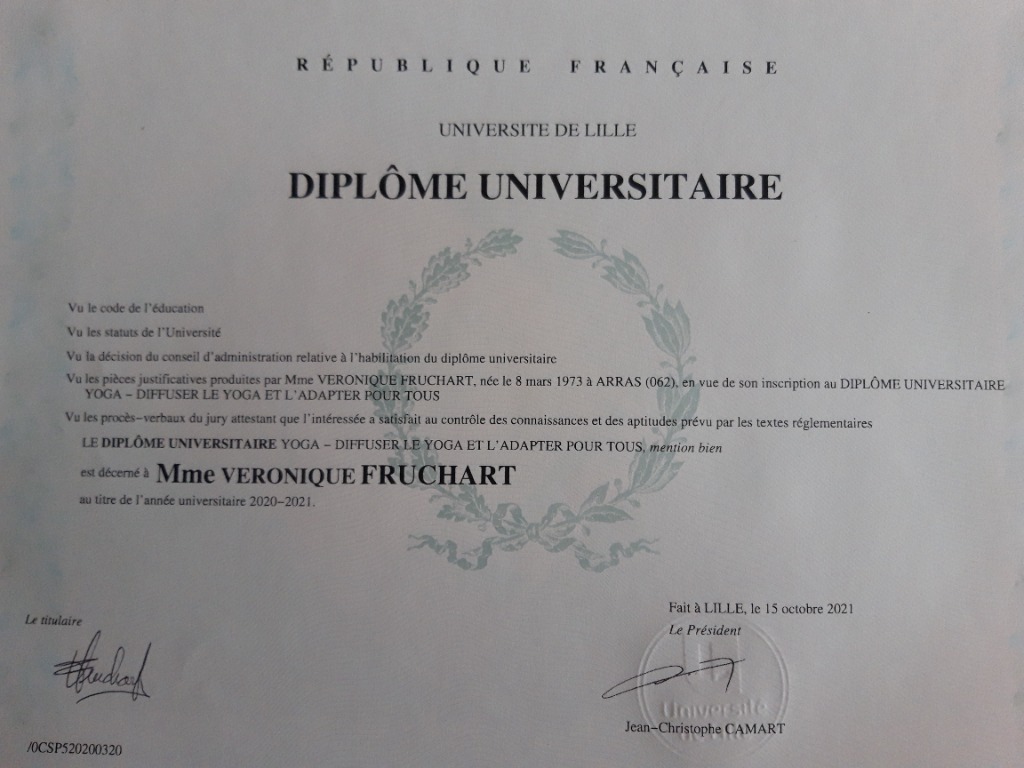 RÉPUBLIQUE FRANÇAISE
UNIVERSITE DE LILLE
DIPLÔME UNIVERSITAIRE
Vu le code de l'éducation
Vu les statuts de l'Université
Vu la décision du conseil d'administration relative à l'habilitation du diplôme universitaire
Vu les pièces justificatives produites par Mme VERONIQUE FRUCHART, née le 8 mars 1973 à ARRAS (062), en vue de son inscription au DIPLÔME UNIVERSITAIRE
YOGA – DIFFUSER LE YOGA ET L'ADAPTER POUR TOUS
Vu les procès–verbaux du jury attestant que l'intéressée a satisfait au contrôle des connaissances et des aptitudes prévu par les textes réglementaires
LE DIPLÔME UNIVERSITAIRE YOGA – DIFFUSER LE YOGA ET L'ADAPTER POUR TOUS, mention bien
est décerné à Mme VERONIQUE FRUCHART
au titre de l'année universitaire 2020–2021.
Fait à LILLE, le 15 octobre 2021
Le titulaire
Le Président
Université
Jean–Christophe CAMART
/0CSP520200320